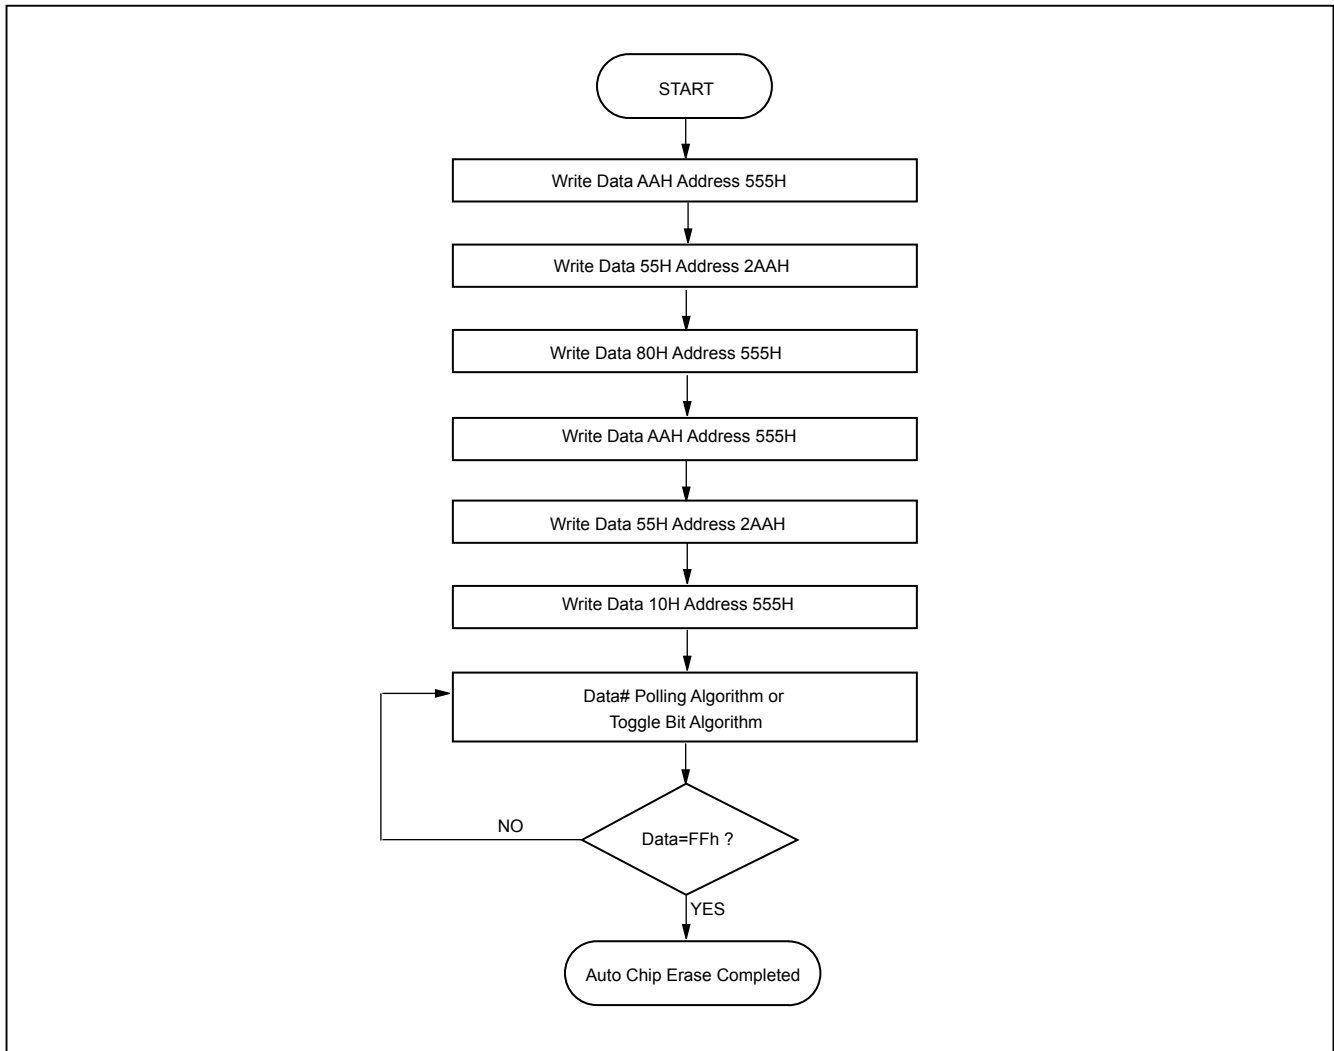 START
Write Data AAH Address 555H
Write Data 55H Address 2AAH
Write Data 80H Address 555H
Write Data AAH Address 555H
Write Data 55H Address 2AAH
Write Data 10H Address 555H
Data# Polling Algorithm or
Toggle Bit Algorithm
NO
Data=FFh ?
YES
Auto Chip Erase Completed